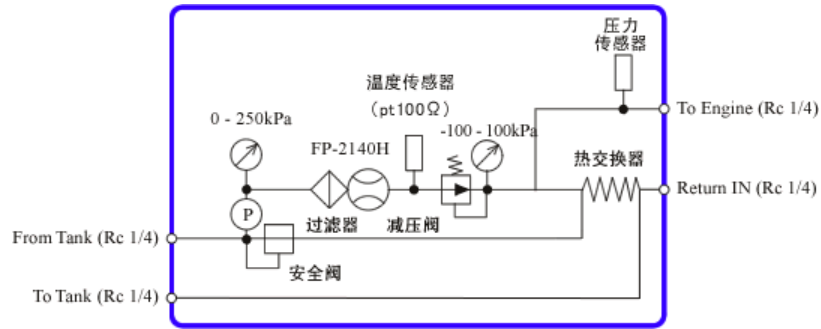 压力
传感器
温度传感器
（pt100Ω）
0 - 250kPa
-100 - 100kPa
To Engine (Rc 1/4)
FP-2140H
热交换器
Return IN (Rc 1/4)
P
过滤器
减压阀
From Tank (Rc 1/4)
安全阀
To Tank (Rc 1/4)